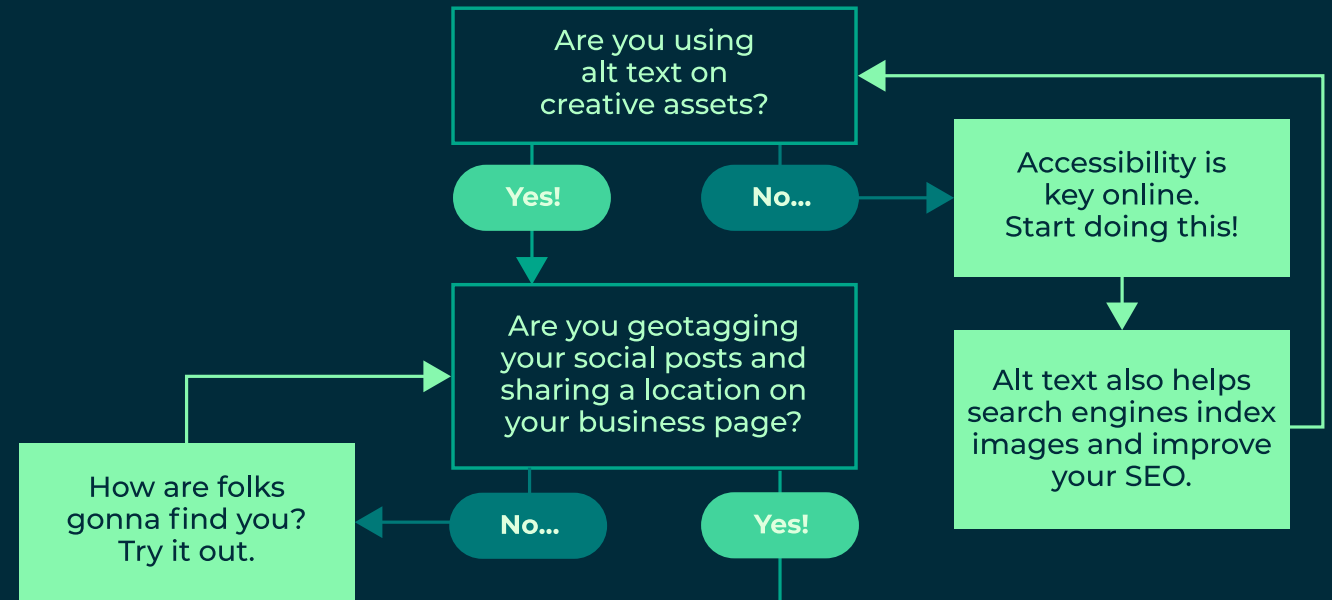 Are you using
alt text on
creative assets?
Yes!
No...
Accessibility is
key online.
Start doing this!
Are you geotagging
your social posts and
sharing a location on
your business page?
Alt text also helps
search engines index
images and improve
your SEO.
How are folks
gonna find you?
Try it out.
No...
Yes!